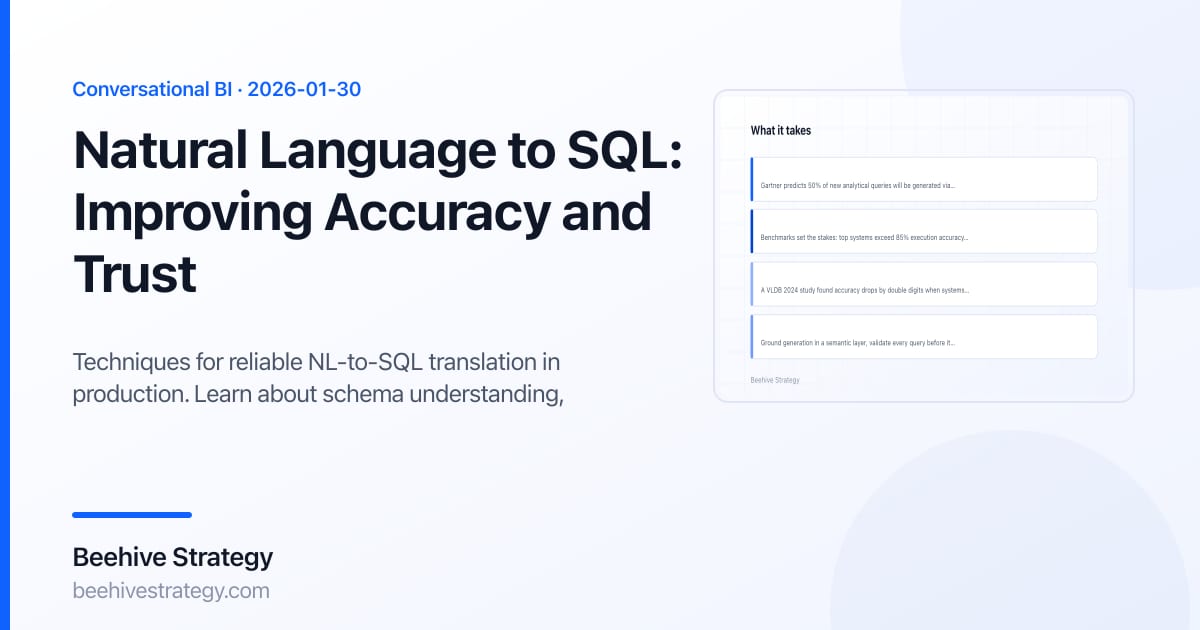 Conversational BI · 2026-01-30
Natural Language to SQL:
Improving Accuracy and
Trust
Techniques for reliable NL-to-SQL translation in
production. Learn about schema understanding,
Beehive Strategy
beehivestrategy.com
What it takes
Gartner predicts 50% of new analytical queries will be generated via...
Benchmarks set the stakes: top systems exceed 85% execution accuracy...
A VLDB 2024 study found accuracy drops by double digits when systems...
Ground generation in a semantic layer, validate every query before it...
Beehive Strategy